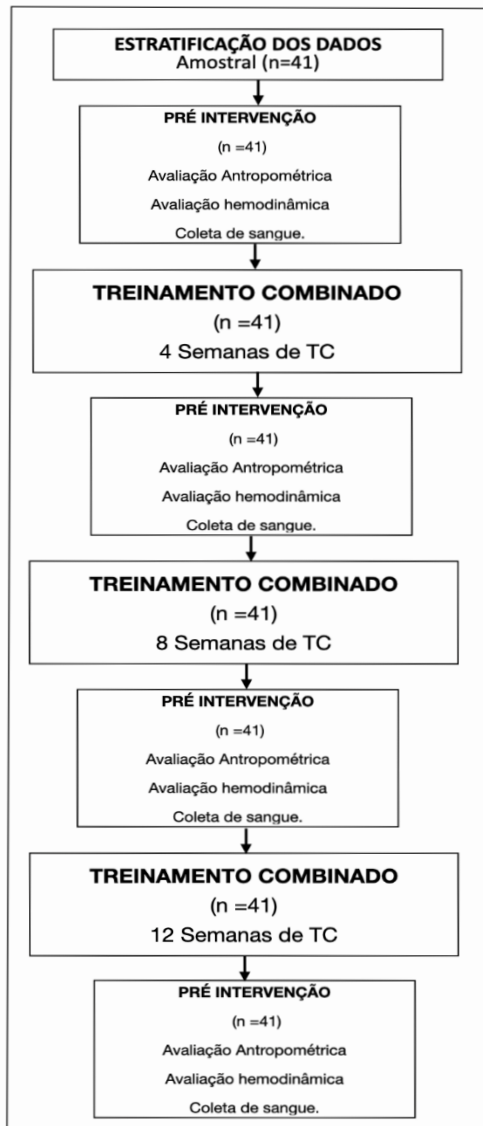 ESTRATIFICAÇÃO DOS DADOS
Amostral (n=41)
PRÉ INTERVENÇÃO
(n =41)
Avaliação Antropométrica
Avaliação hemodinâmica
Coleta de sangue.
TREINAMENTO COMBINADO
(n =41)
4 Semanas de TC
PRÉ INTERVENÇÃO
(n =41)
Avaliação Antropométrica
Avaliação hemodinâmica
Coleta de sangue.
TREINAMENTO COMBINADO
(n =41)
8 Semanas de TC
PRÉ INTERVENÇÃO
(n =41)
Avaliação Antropométrica
Avaliação hemodinâmica
Coleta de sangue.
TREINAMENTO COMBINADO
(n =41)
12 Semanas de TC
PRÉ INTERVENÇÃO
(n =41)
Avaliação Antropométrica
Avaliação hemodinâmica
Coleta de sangue.